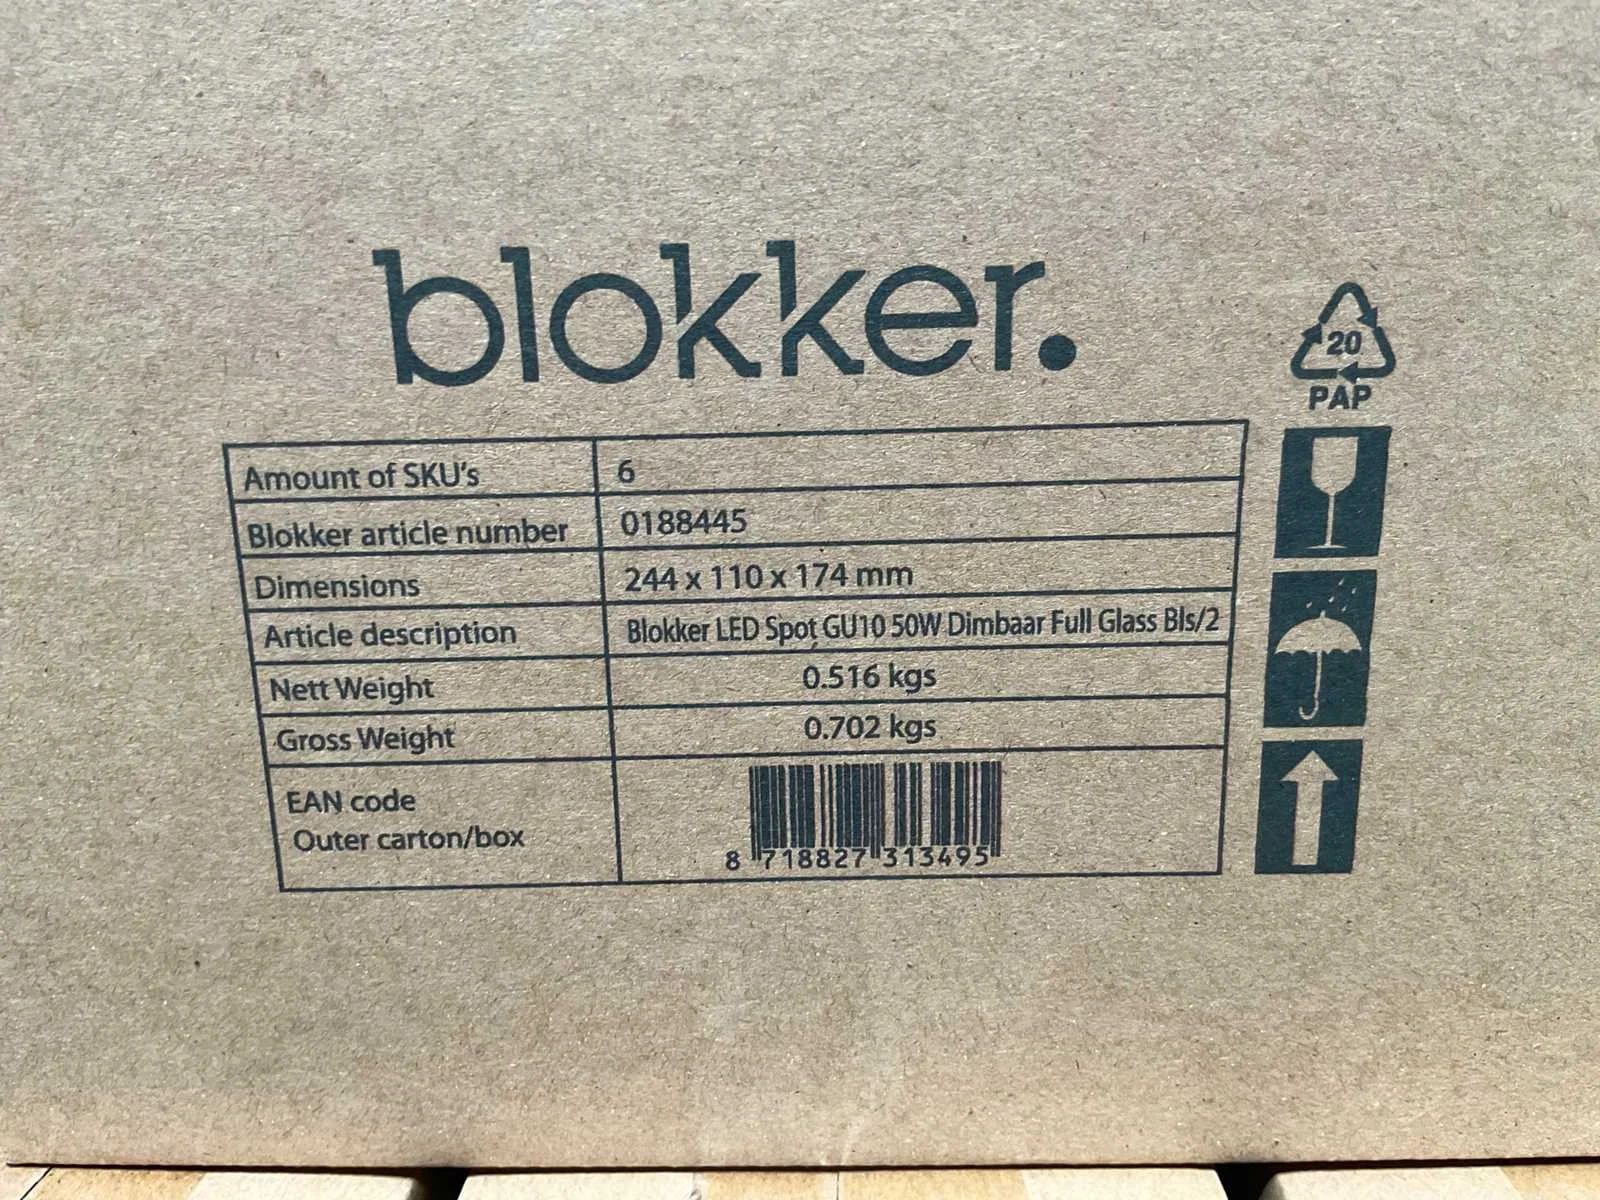 blokker.
20
PAP
Amount of SKU's 6
Blokker article number 0188445
Dimensions 244 x 110 x 174 mm
Article description Blokker LED Spot GU10 50W Dimbaar Full Glass Bls/2
Nett Weight 0.516 kgs
Gross Weight 0.702 kgs
EAN code
Outer carton/box
8 718827 313495